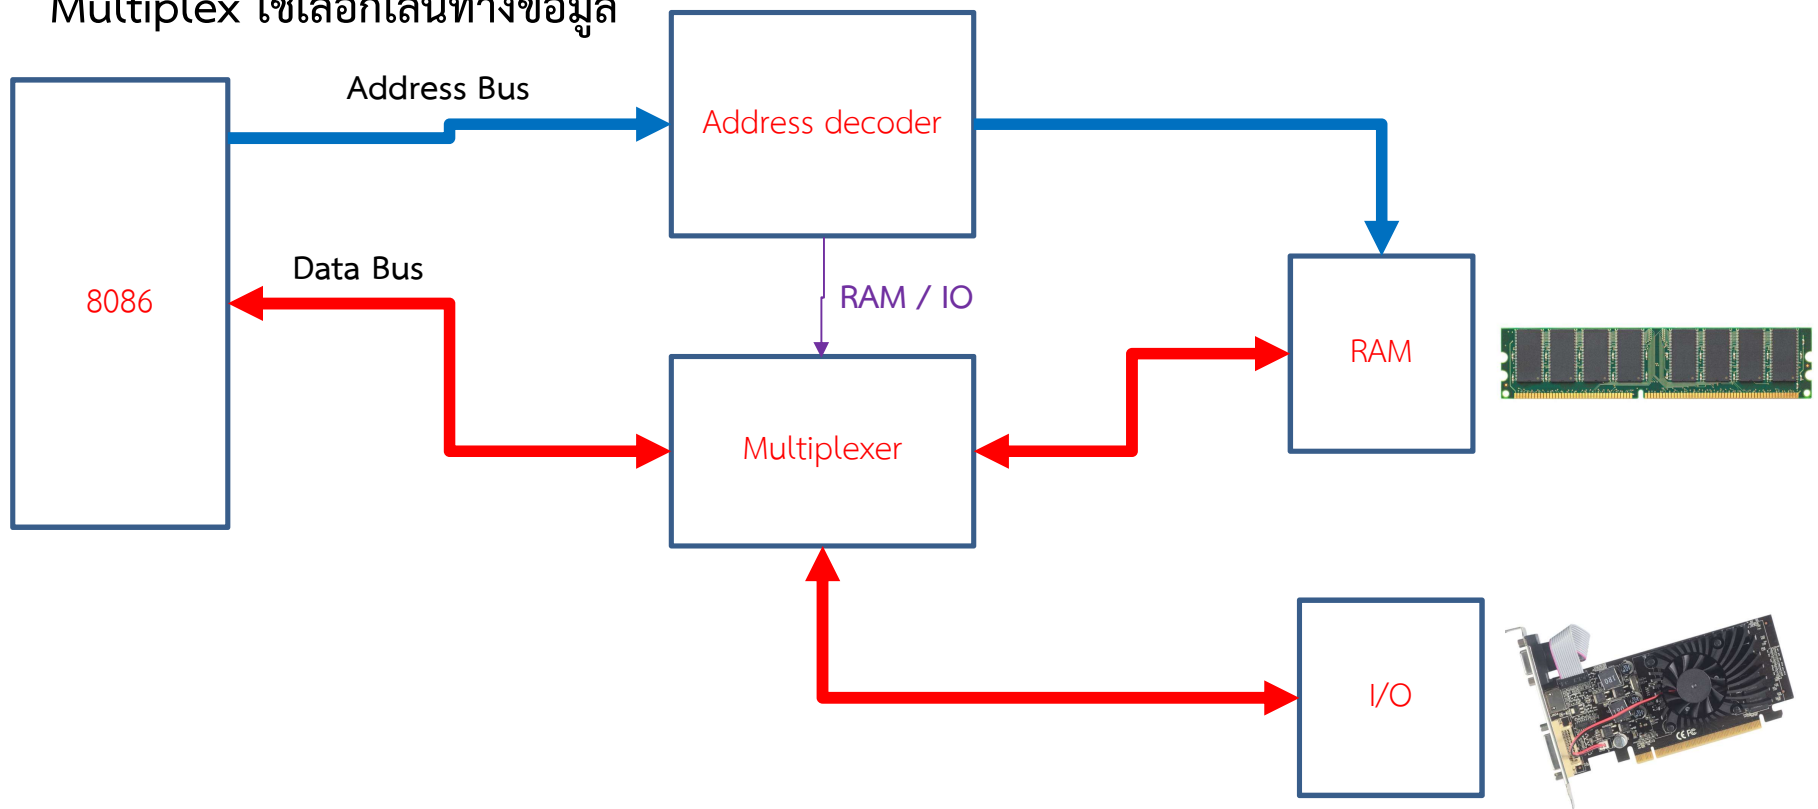 Multiplex ใช้เลือกเส้นทางข้อมูล
Address Bus
Address decoder
Data Bus
8086
RAM / IO
RAM
Multiplexer
I/O